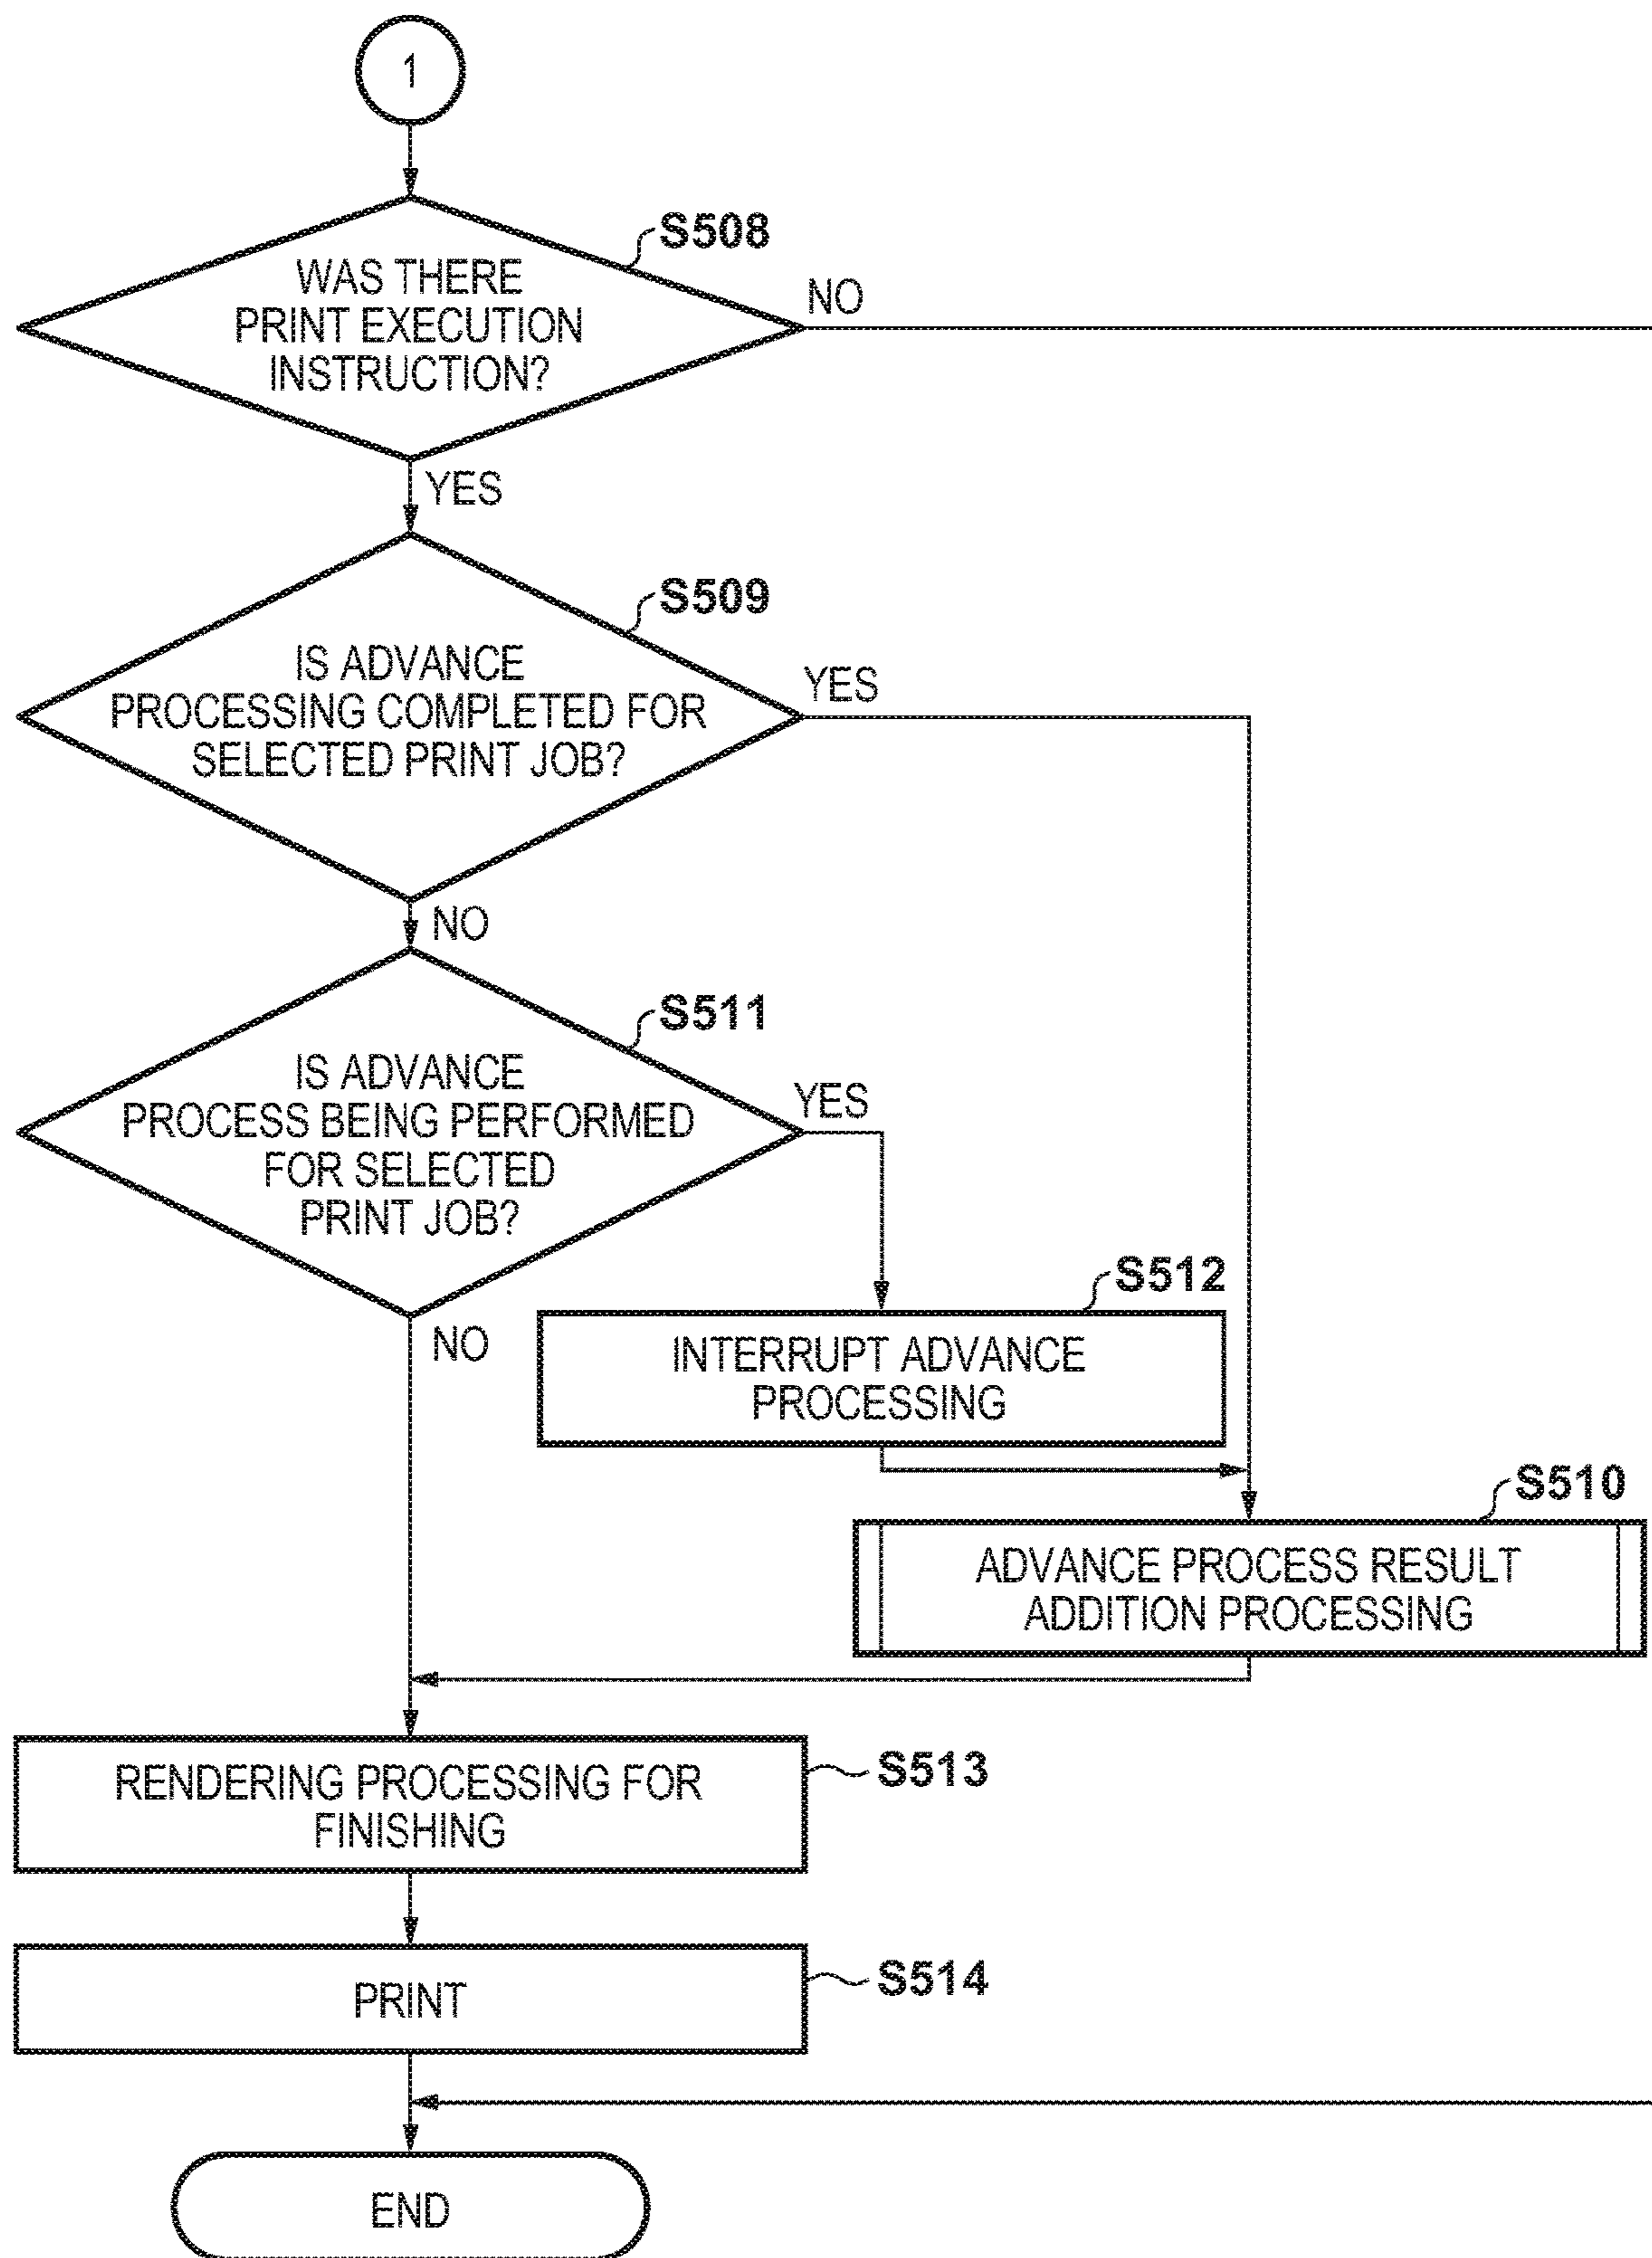 1
S508
WAS THERE
PRINT EXECUTION
INSTRUCTION?
NO
YES
S509
IS ADVANCE
PROCESSING COMPLETED FOR
SELECTED PRINT JOB?
YES
NO
S511
IS ADVANCE
PROCESS BEING PERFORMED
FOR SELECTED
PRINT JOB?
YES
NO
S512
INTERRUPT ADVANCE
PROCESSING
S510
ADVANCE PROCESS RESULT
ADDITION PROCESSING
RENDERING PROCESSING FOR
FINISHING
S513
PRINT
S514
END